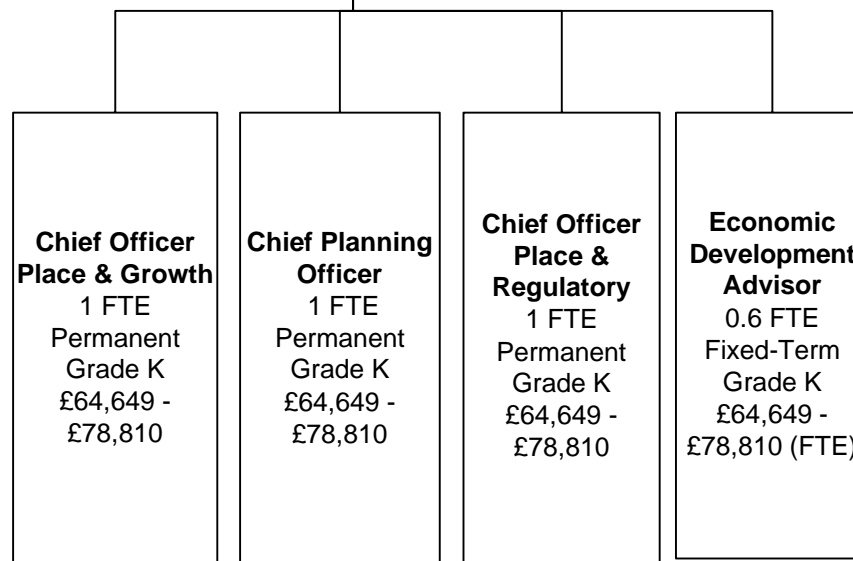 Chief Officer
Place & Growth
1 FTE
Permanent
Grade K
£64,649 -
£78,810
Chief Planning
Officer
1 FTE
Permanent
Grade K
£64,649 -
£78,810
Chief Officer
Place &
Regulatory
1 FTE
Permanent
Grade K
£64,649 -
£78,810
Economic
Development
Advisor
0.6 FTE
Fixed-Term
Grade K
£64,649 -
£78,810 (FTE)